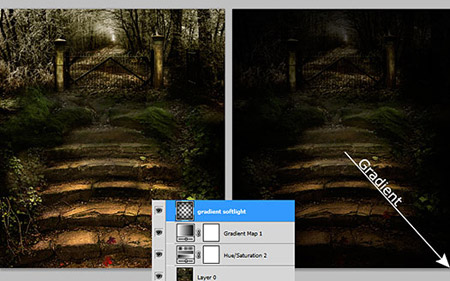 Gradient
gradient softlight
Gradient Map 1
Hue/Saturation 2
Layer 0